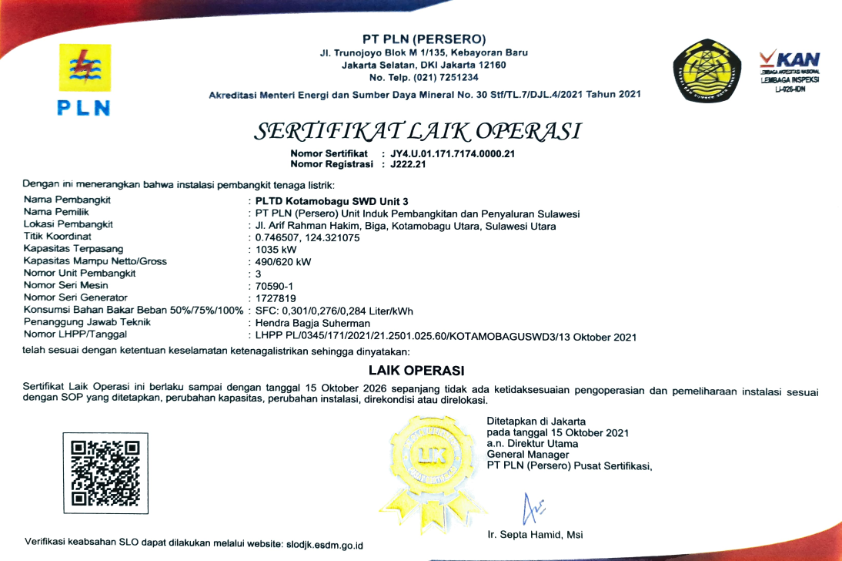 PT PLN (PERSERO)
Jl. Trunojoyo Blok M 1/135, Kebayoran Baru
Jakarta Selatan, DKI Jakarta 12160
No. Telp. (021) 7251234
Akreditasi Menteri Energi dan Sumber Daya Mineral No. 30 Stf/TL.7/DJL.4/2021 Tahun 2021
PLN
KAN
LEMBAGA AKREDITASI NASIONAL
LEMBAGA INSPEKSI
LI-026-IDN
SERTIFIKAT LAIK OPERASI
Nomor Sertifikat : JY4.U.01.171.7174.0000.21
Nomor Registrasi : J222.21
Dengan ini menerangkan bahwa instalasi pembangkit tenaga listrik:
Nama Pembangkit : PLTD Kotamobagu SWD Unit 3
Nama Pemilik : PT PLN (Persero) Unit Induk Pembangkitan dan Penyaluran Sulawesi
Lokasi Pembangkit : Jl. Arif Rahman Hakim, Biga, Kotamobagu Utara, Sulawesi Utara
Titik Koordinat : 0.746507, 124.321075
Kapasitas Terpasang : 1035 kW
Kapasitas Mampu Netto/Gross : 490/620 kW
Nomor Unit Pembangkit : 3
Nomor Seri Mesin : 70590-1
Nomor Seri Generator : 1727819
Konsumsi Bahan Bakar Beban 50%/75%/100% : SFC: 0,301/0,276/0,284 Liter/kWh
Penanggung Jawab Teknik : Hendra Bagja Suherman
Nomor LHPP/Tanggal : LHPP PL/0345/171/2021/21.2501.025.60/KOTAMOBAGUSWD3/13 Oktober 2021
telah sesuai dengan ketentuan keselamatan ketenagalistrikan sehingga dinyatakan:
LAIK OPERASI
Sertifikat Laik Operasi ini berlaku sampai dengan tanggal 15 Oktober 2026 sepanjang tidak ada ketidaksesuaian pengoperasian dan pemeliharaan instalasi sesuai
dengan SOP yang ditetapkan, perubahan kapasitas, perubahan instalasi, direkondisi atau direlokasi.
Ditetapkan di Jakarta
pada tanggal 15 Oktober 2021
a.n. Direktur Utama
General Manager
PT PLN (Persero) Pusat Sertifikasi,
Ir. Septa Hamid, Msi
Verifikasi keabsahan SLO dapat dilakukan melalui website: slodjk.esdm.go.id